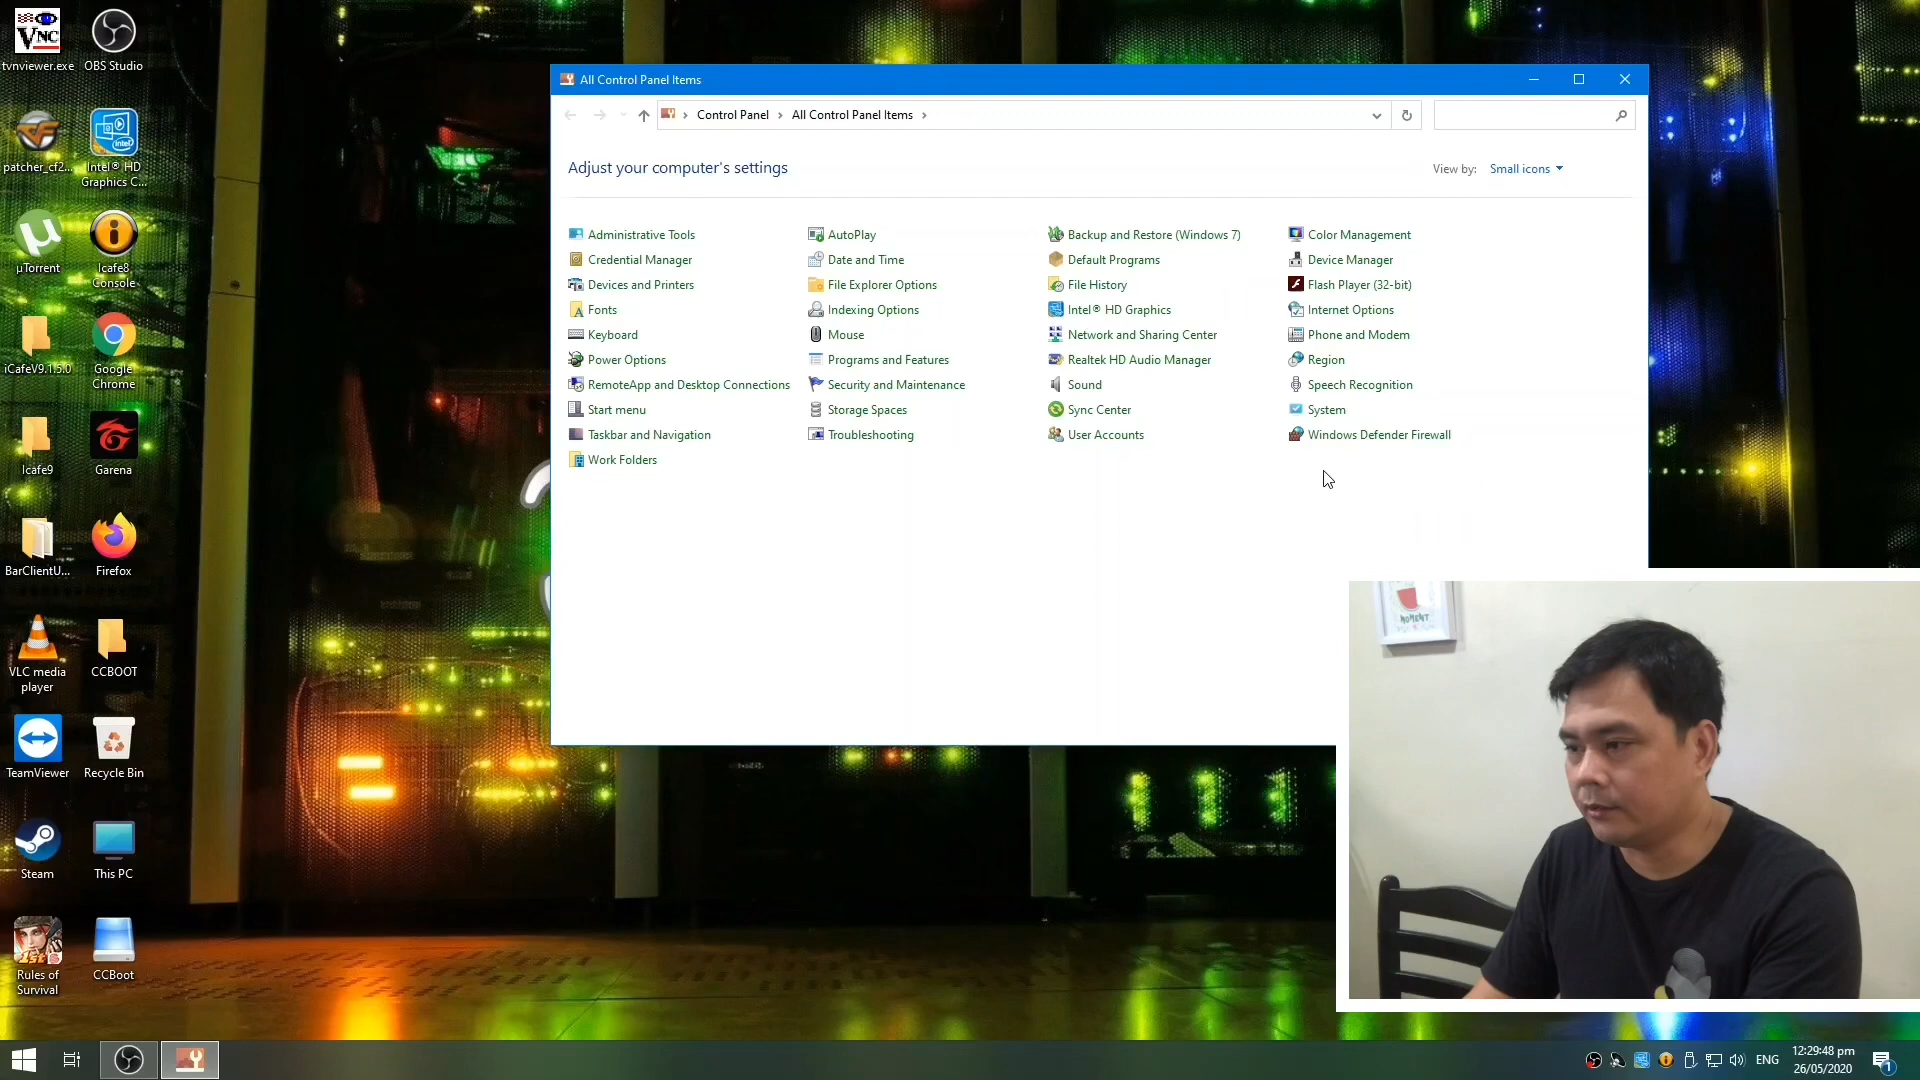 tvnviewer.exe
OBS Studio
patcher_cf2...
Intel® HD
Graphics C...
µTorrent
Icafe8
Console
iCafeV9.1.5.0
Google
Chrome
Icafe9
Garena
BarClientU...
Firefox
VLC media
player
CCBOOT
TeamViewer
Recycle Bin
Steam
This PC
Rules of
Survival
CCBoot
All Control Panel Items
Control Panel > All Control Panel Items >
Adjust your computer's settings
View by: Small icons
Administrative Tools
AutoPlay
Backup and Restore (Windows 7)
Color Management
Credential Manager
Date and Time
Default Programs
Device Manager
Devices and Printers
File Explorer Options
File History
Flash Player (32-bit)
Fonts
Indexing Options
Intel® HD Graphics
Internet Options
Keyboard
Mouse
Network and Sharing Center
Phone and Modem
Power Options
Programs and Features
Realtek HD Audio Manager
Region
RemoteApp and Desktop Connections
Security and Maintenance
Sound
Speech Recognition
Start menu
Storage Spaces
Sync Center
System
Taskbar and Navigation
Troubleshooting
User Accounts
Windows Defender Firewall
Work Folders
MOMENT
ENG
12:29:48 pm
26/05/2020
1